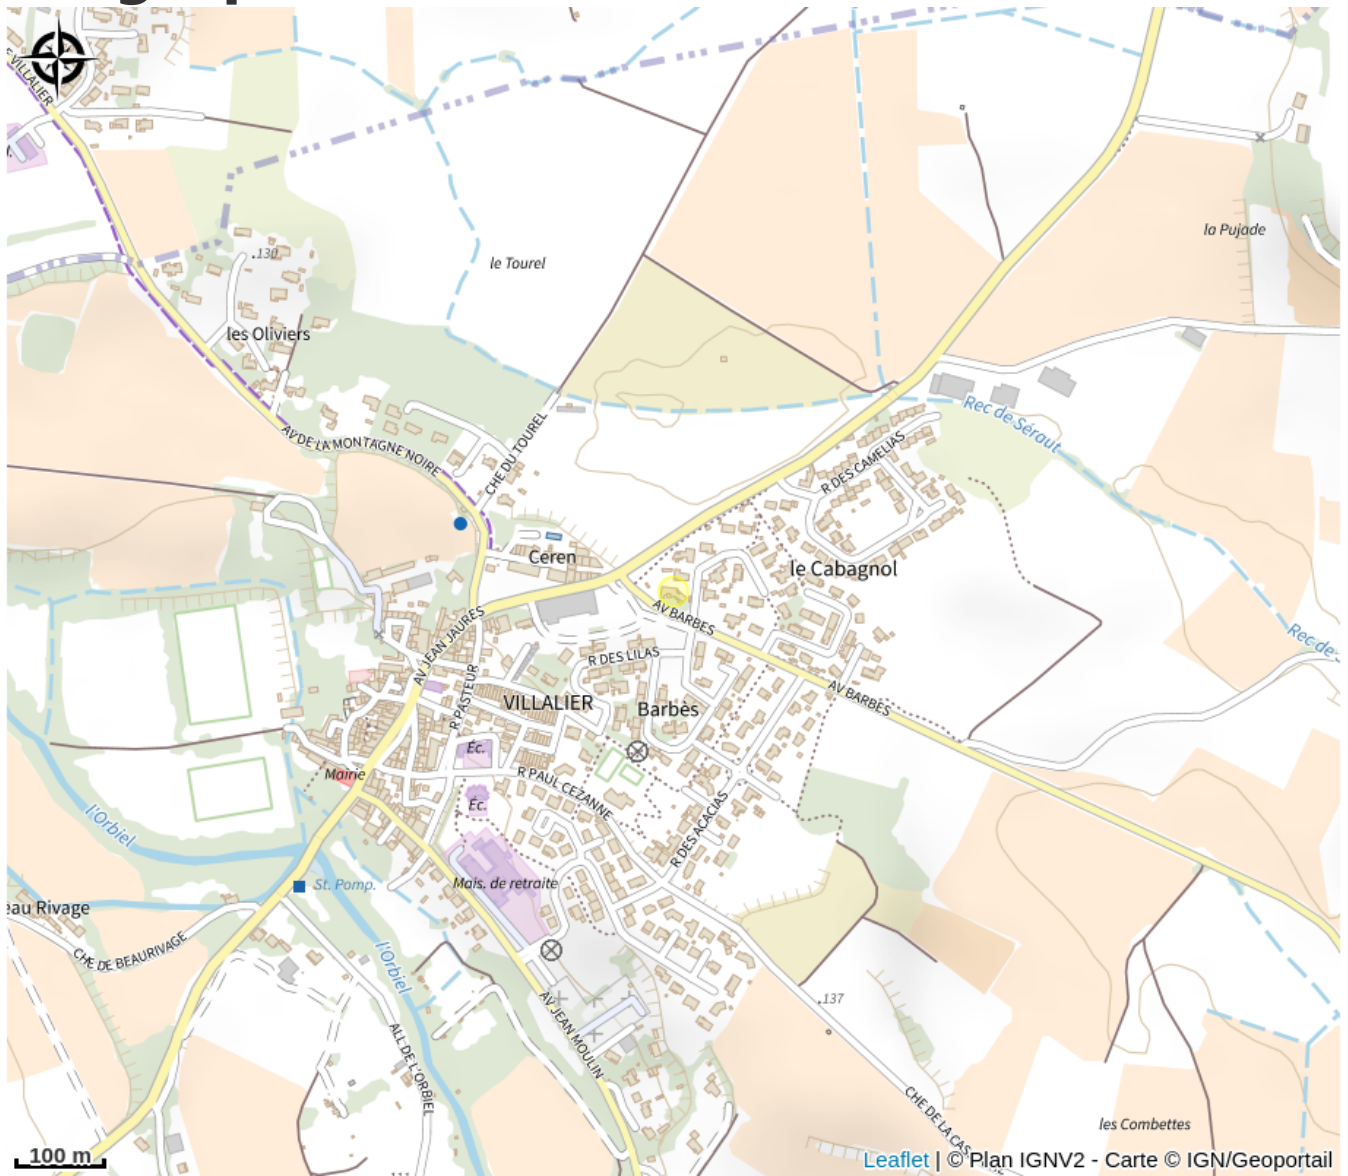 VILLALIER
la Pujade
.130
le Tourel
les Oliviers
Rec de Séraut
AV DE LA MONTAGNE NOIRE
CHE DU TOUREL
R DES CAMELIAS
Ceren
le Cabagnol
AV BARBES
AV JEAN JAURES
R DES LILAS
Rec de S
R PASTEUR
VILLALIER
Barbès
AV BARBES
Éc.
Mairie
R PAUL CEZANNE
Éc.
R DES ACACIAS
l'Orbiel
St. Pomp.
Mais. de retraite
eau Rivage
CHE DE BEAURIVAGE
l'Orbiel
.137
AV JEAN MOULIN
ALL DE L'ORBIEL
CHE DE LA CAS
les Combettes
100 m
Leaflet | © Plan IGNV2 - Carte © IGN/Geoportail